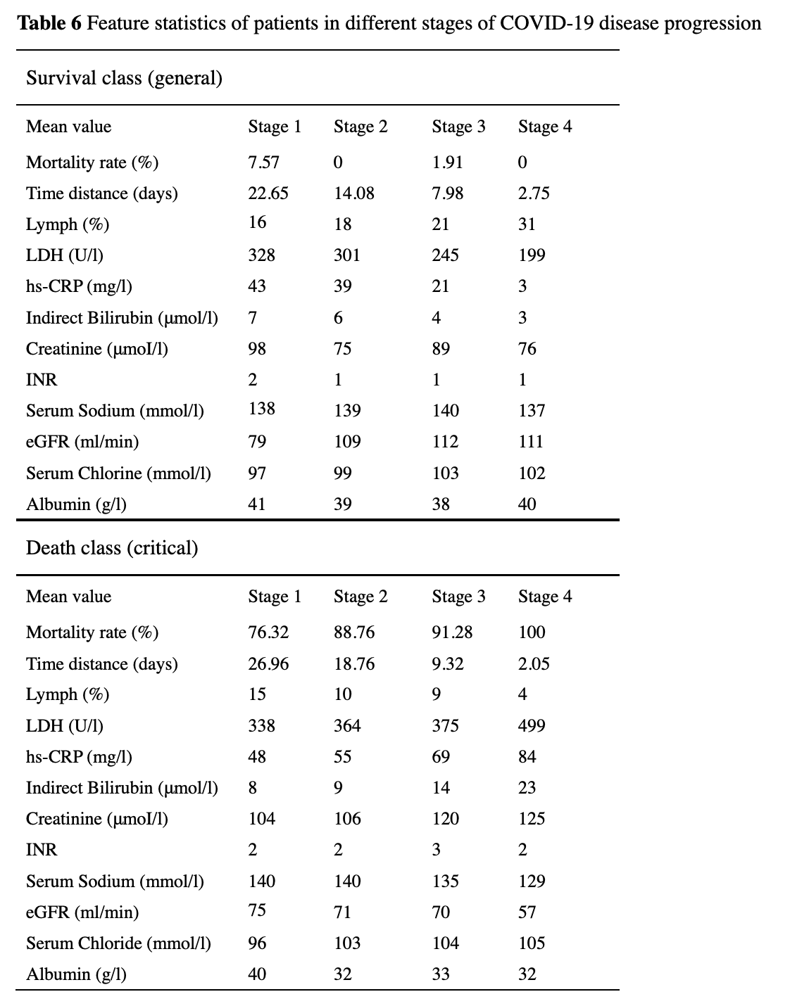 Table 6 Feature statistics of patients in different stages of COVID-19 disease progression
Survival class (general)
Mean value Stage 1 Stage 2 Stage 3 Stage 4
Mortality rate (%) 7.57 0 1.91 0
Time distance (days) 22.65 14.08 7.98 2.75
Lymph (%) 16 18 21 31
LDH (U/l) 328 301 245 199
hs-CRP (mg/l) 43 39 21 3
Indirect Bilirubin (μmol/l) 7 6 4 3
Creatinine (μmoI/l) 98 75 89 76
INR 2 1 1 1
Serum Sodium (mmol/l) 138 139 140 137
eGFR (ml/min) 79 109 112 111
Serum Chlorine (mmol/l) 97 99 103 102
Albumin (g/l) 41 39 38 40
Death class (critical)
Mean value Stage 1 Stage 2 Stage 3 Stage 4
Mortality rate (%) 76.32 88.76 91.28 100
Time distance (days) 26.96 18.76 9.32 2.05
Lymph (%) 15 10 9 4
LDH (U/l) 338 364 375 499
hs-CRP (mg/l) 48 55 69 84
Indirect Bilirubin (μmol/l) 8 9 14 23
Creatinine (μmoI/l) 104 106 120 125
INR 2 2 3 2
Serum Sodium (mmol/l) 140 140 135 129
eGFR (ml/min) 75 71 70 57
Serum Chloride (mmol/l) 96 103 104 105
Albumin (g/l) 40 32 33 32